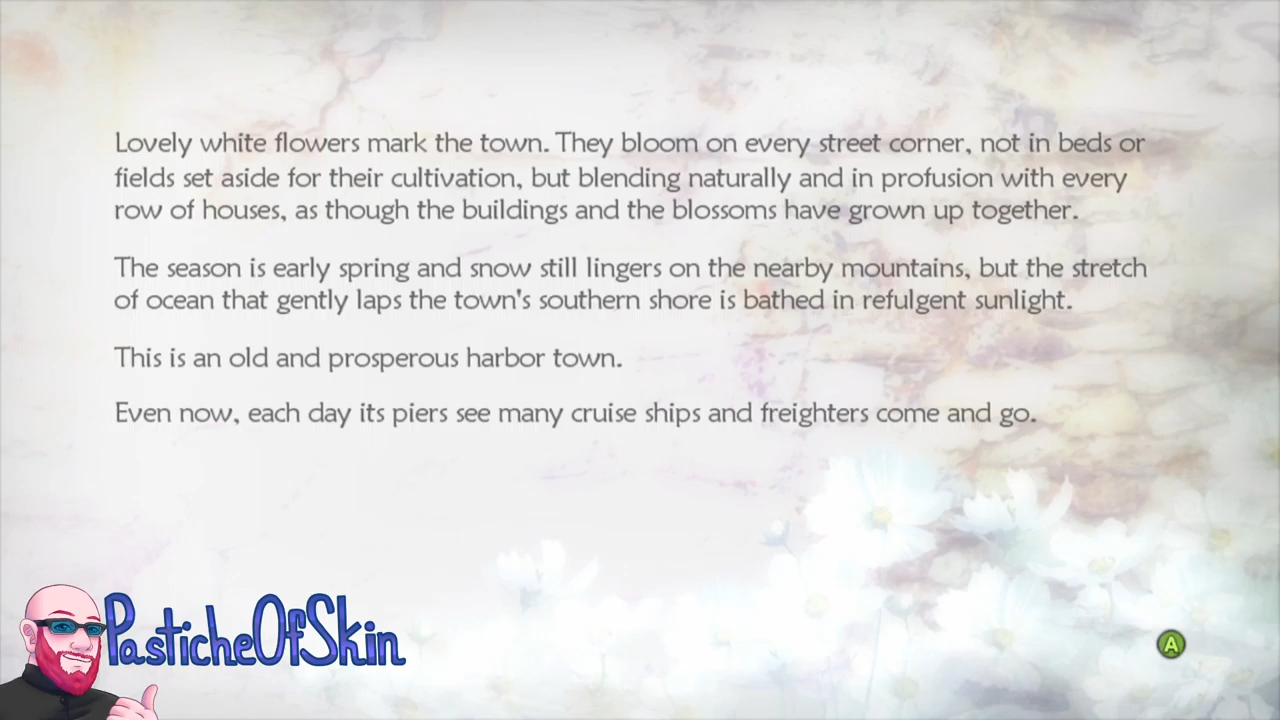 Lovely white flowers mark the town. They bloom on every street corner, not in beds or
fields set aside for their cultivation, but blending naturally and in profusion with every
row of houses, as though the buildings and the blossoms have grown up together.
The season is early spring and snow still lingers on the nearby mountains, but the stretch
of ocean that gently laps the town's southern shore is bathed in refulgent sunlight.
This is an old and prosperous harbor town.
Even now, each day its piers see many cruise ships and freighters come and go.
PasticheOfSkin
A